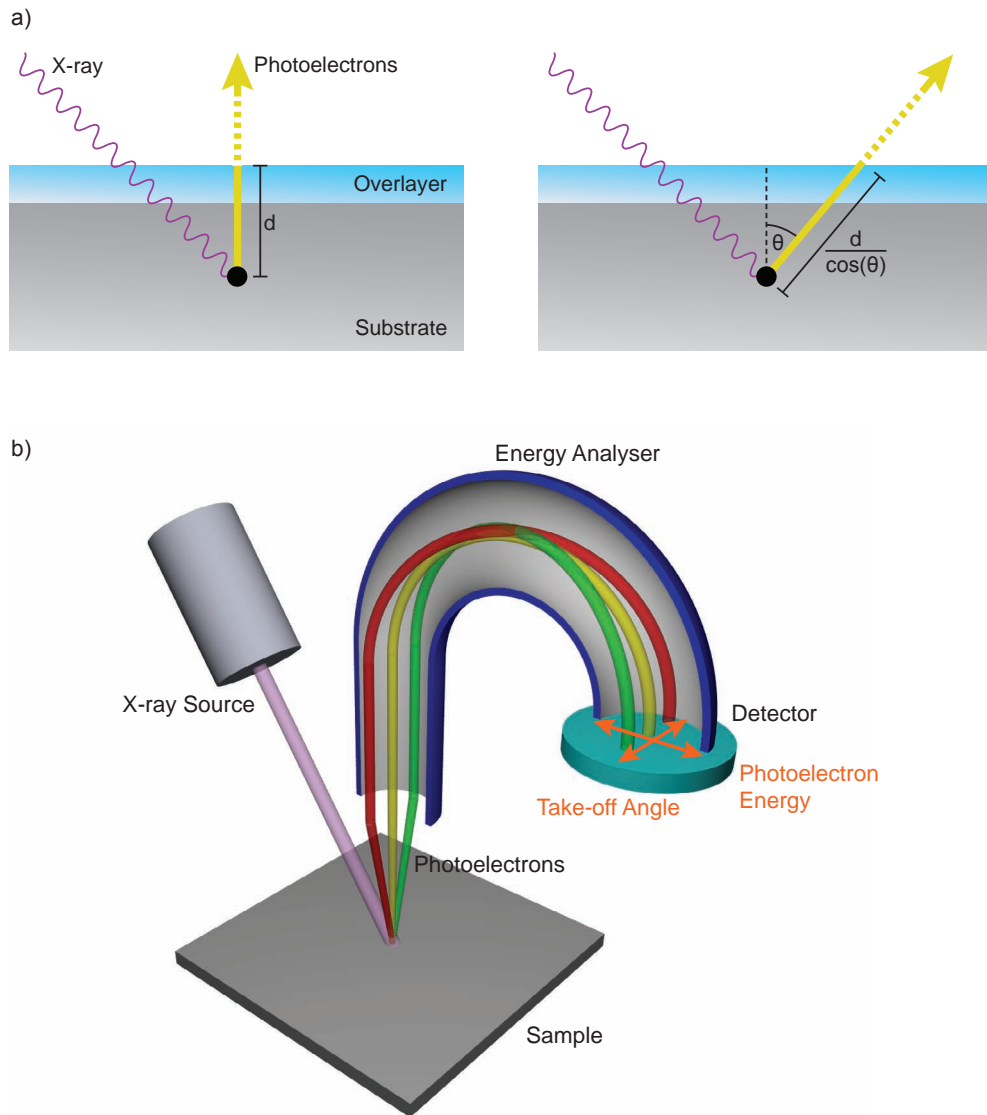 a)
X-ray
Photoelectrons
Overlayer
d
Substrate
θ
d
cos(θ)
b)
Energy Analyser
X-ray Source
Detector
Photoelectron
Energy
Take-off Angle
Photoelectrons
Sample